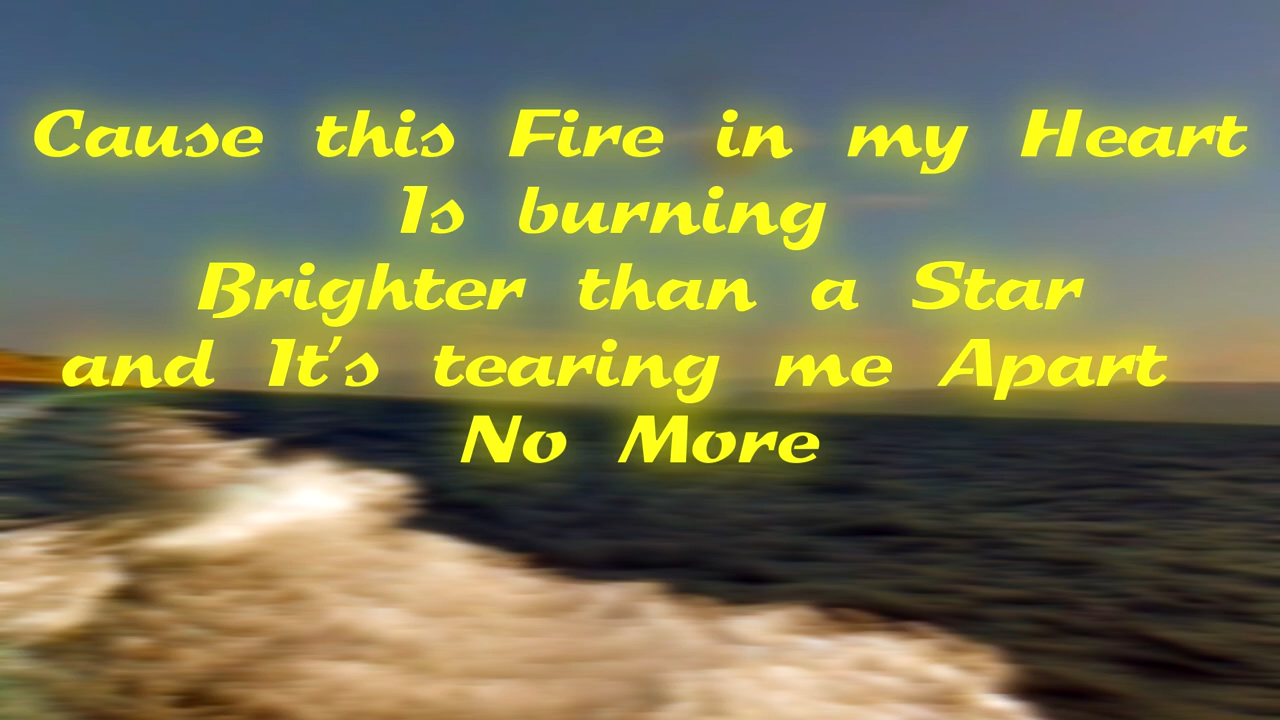 Cause this Fire in my Heart
Is burning
Brighter than a Star
and It's tearing me Apart
No More